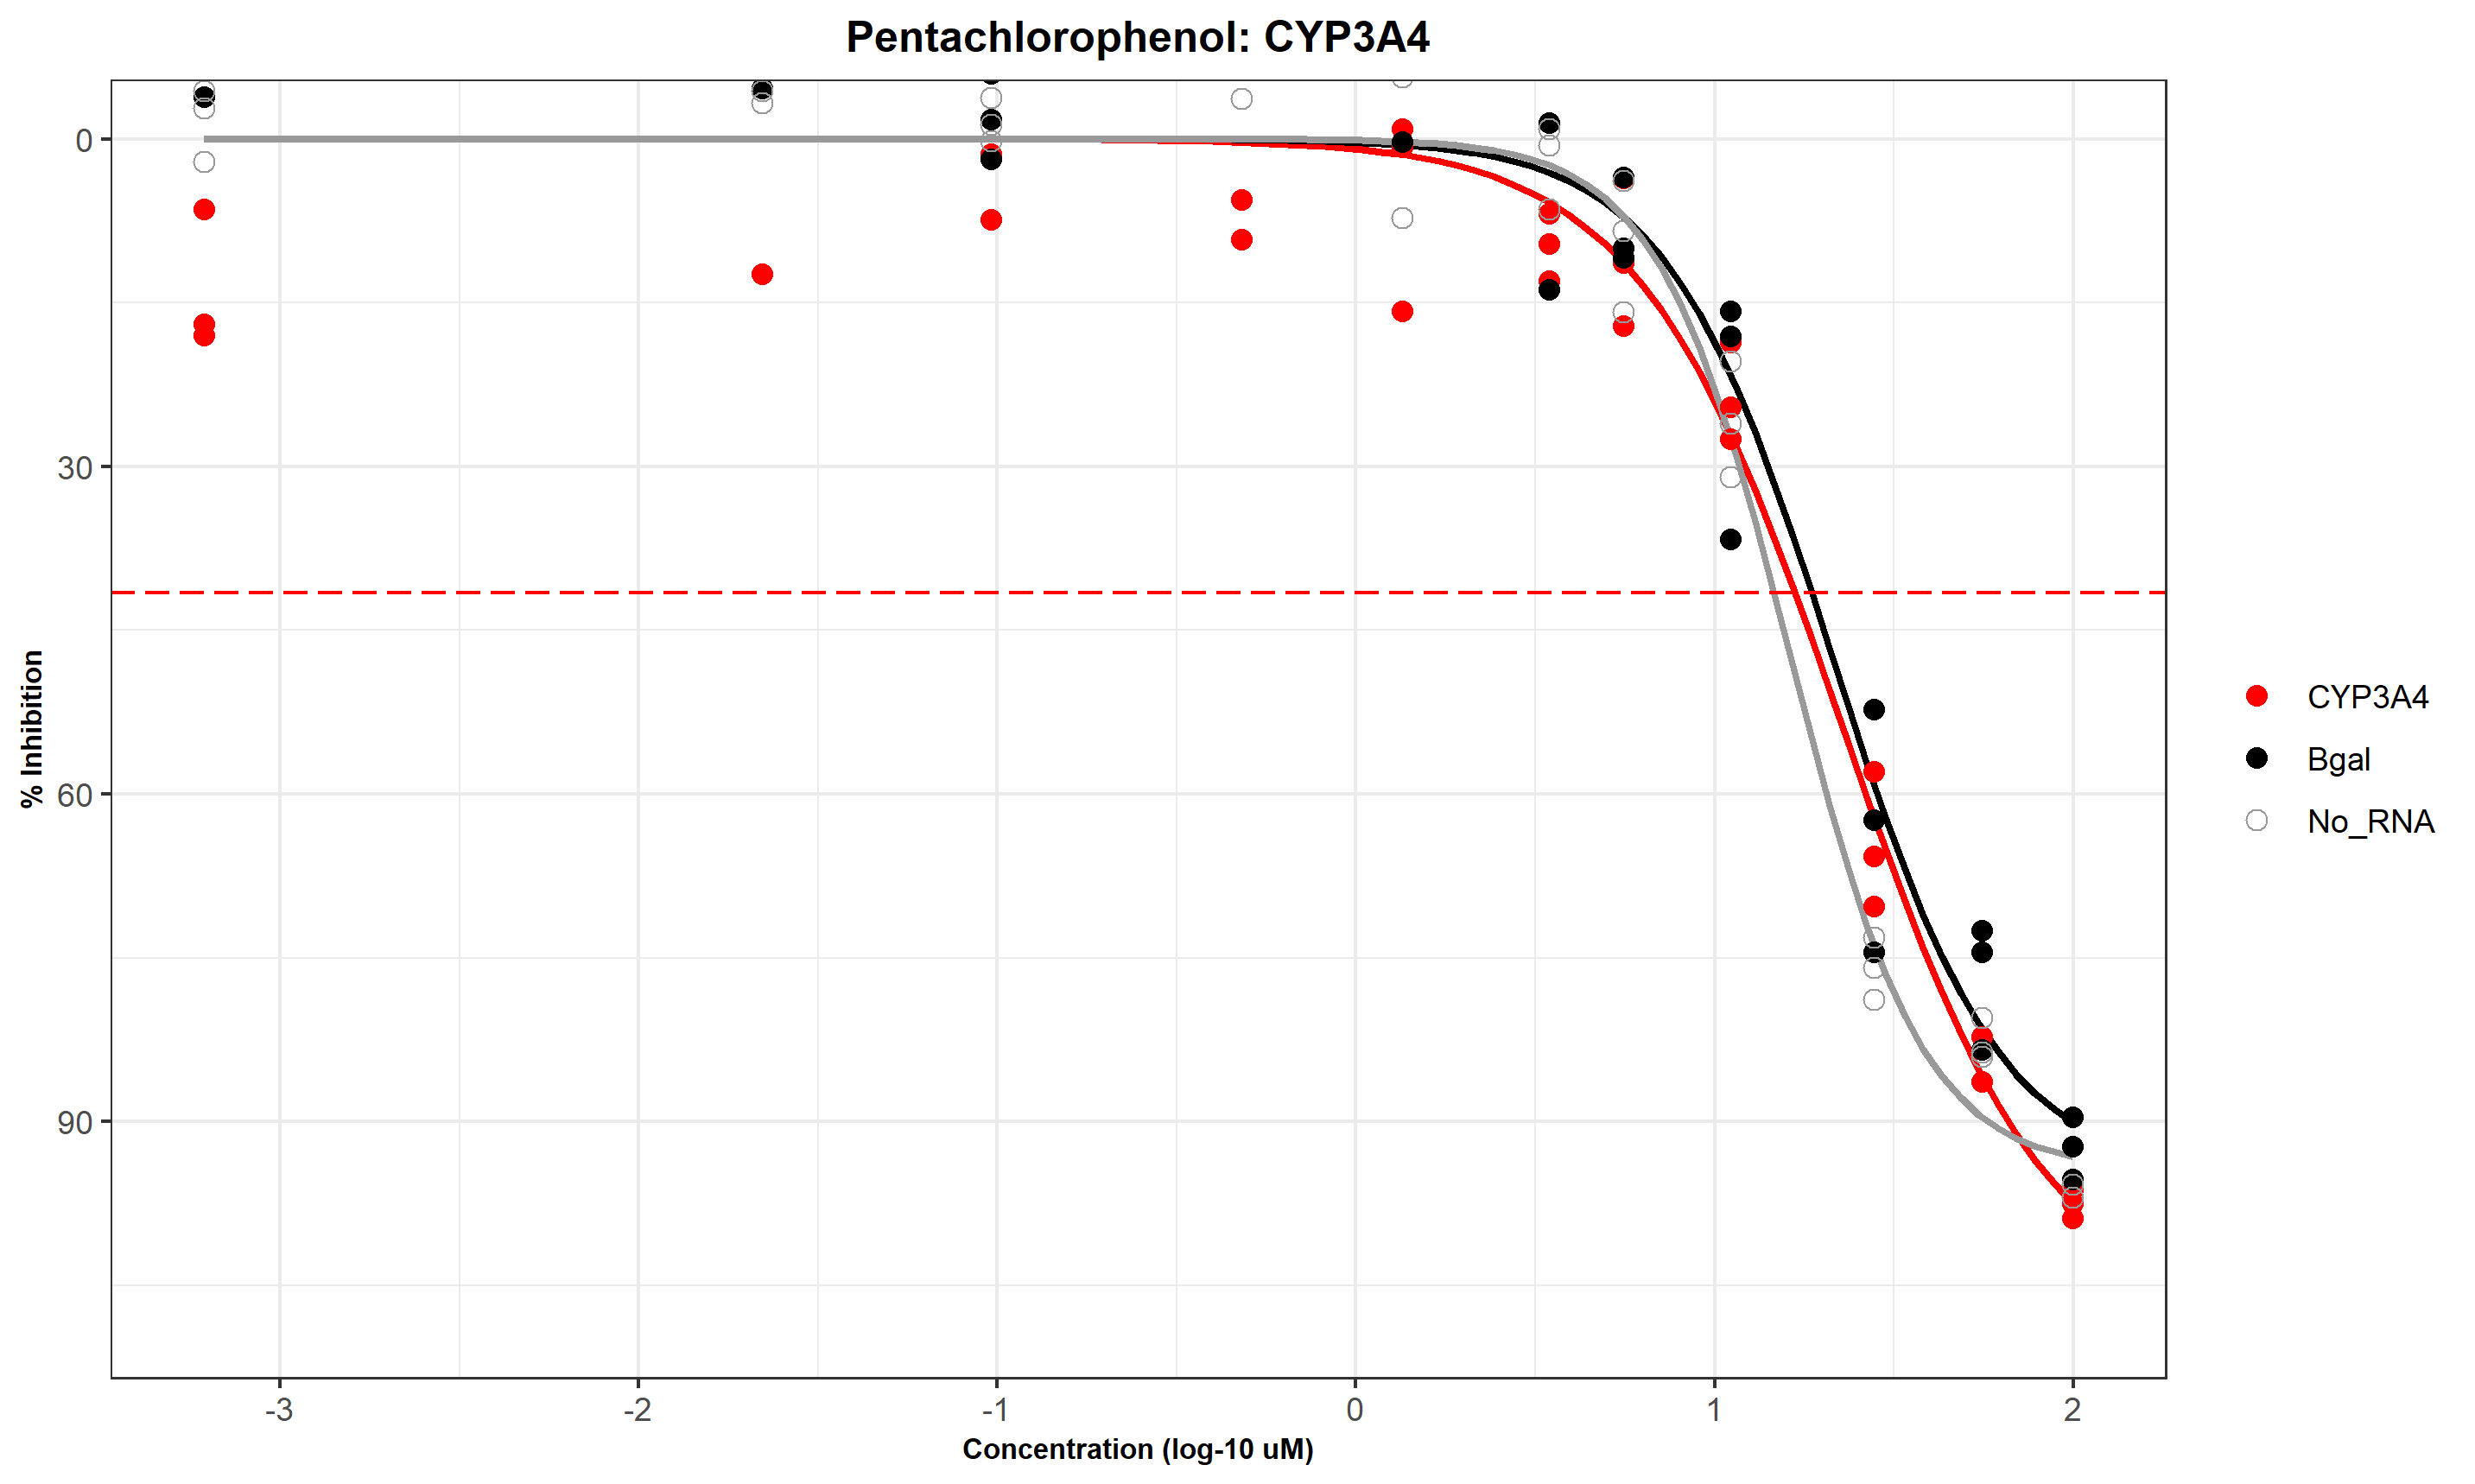 Pentachlorophenol: CYP3A4
0
30
60
90
% Inhibition
-3
-2
-1
0
1
2
Concentration (log-10 uM)
CYP3A4
Bgal
No_RNA